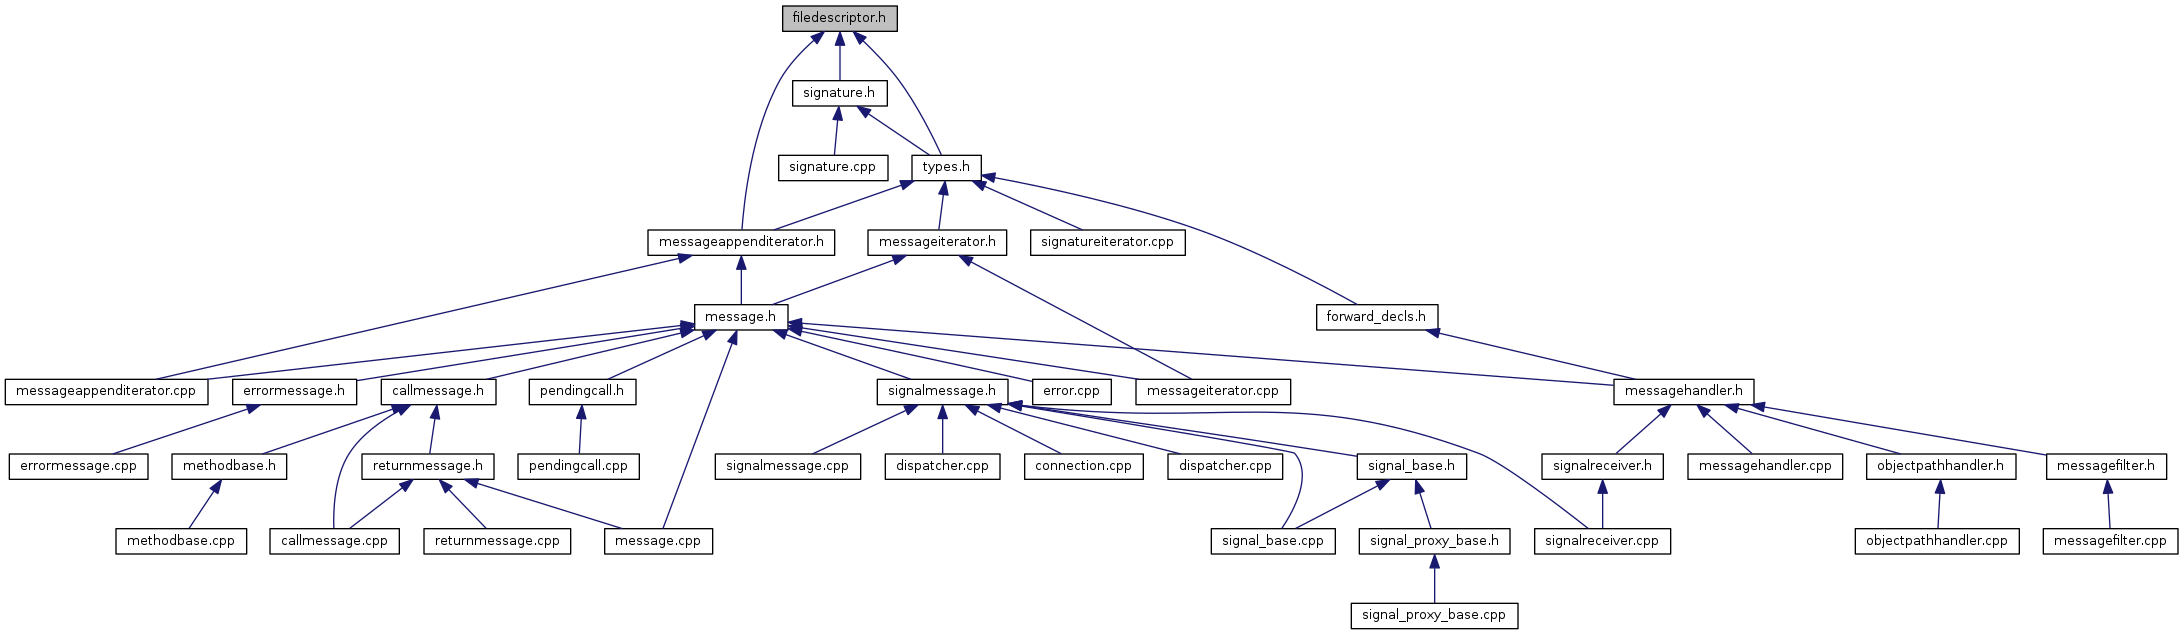 filedescriptor.h
signature.h
signature.cpp
types.h
messageappenditerator.h
messageiterator.h
signatureiterator.cpp
message.h
forward_decls.h
messageappenditerator.cpp
errormessage.h
callmessage.h
pendingcall.h
signalmessage.h
error.cpp
messageiterator.cpp
messagehandler.h
errormessage.cpp
methodbase.h
returnmessage.h
pendingcall.cpp
signalmessage.cpp
dispatcher.cpp
connection.cpp
dispatcher.cpp
signal_base.h
signalreceiver.h
messagehandler.cpp
objectpathhandler.h
messagefilter.h
methodbase.cpp
callmessage.cpp
returnmessage.cpp
message.cpp
signal_base.cpp
signal_proxy_base.h
signalreceiver.cpp
objectpathhandler.cpp
messagefilter.cpp
signal_proxy_base.cpp